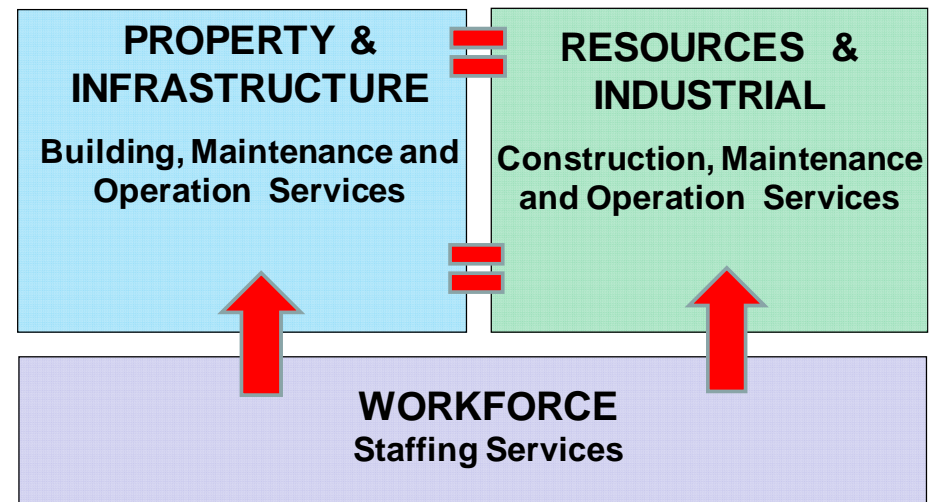 PROPERTY &
INFRASTRUCTURE
Building, Maintenance and
Operation Services
RESOURCES &
INDUSTRIAL
Construction, Maintenance
and Operation Services
WORKFORCE
Staffing Services